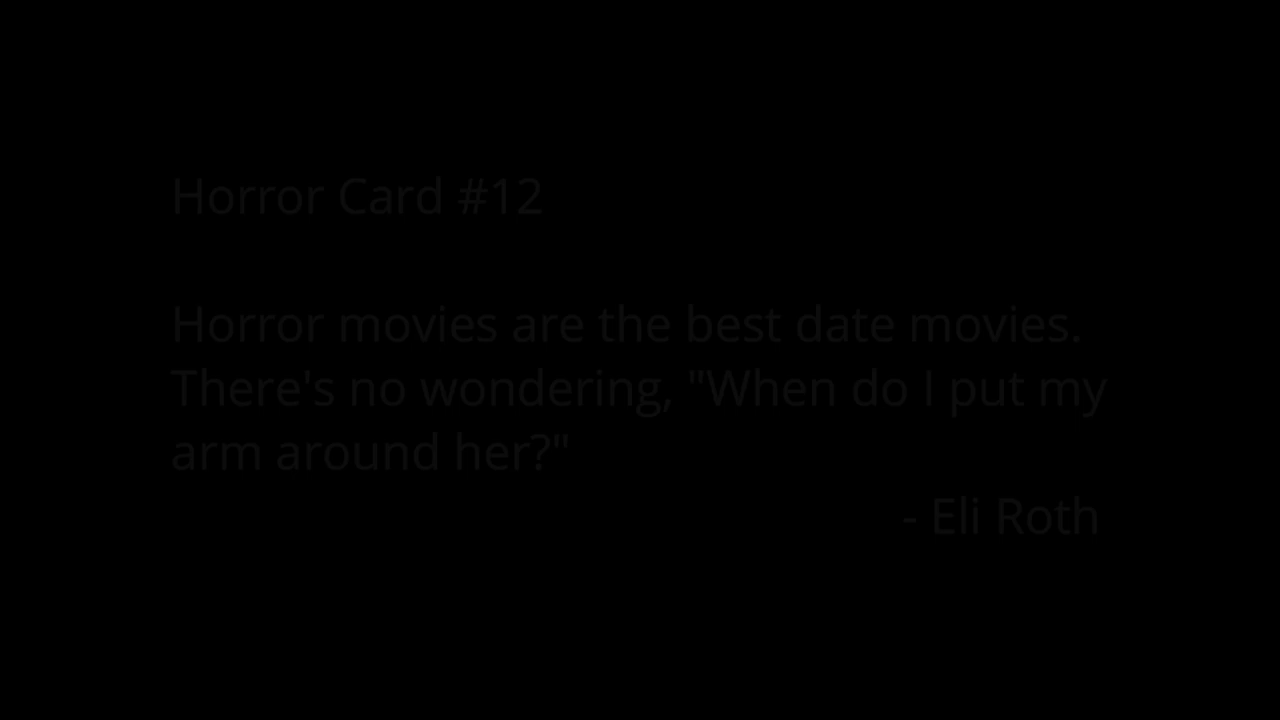 Horror Card #12
Horror movies are the best date movies.
There's no wondering, "When do I put my
arm around her?"
- Eli Roth